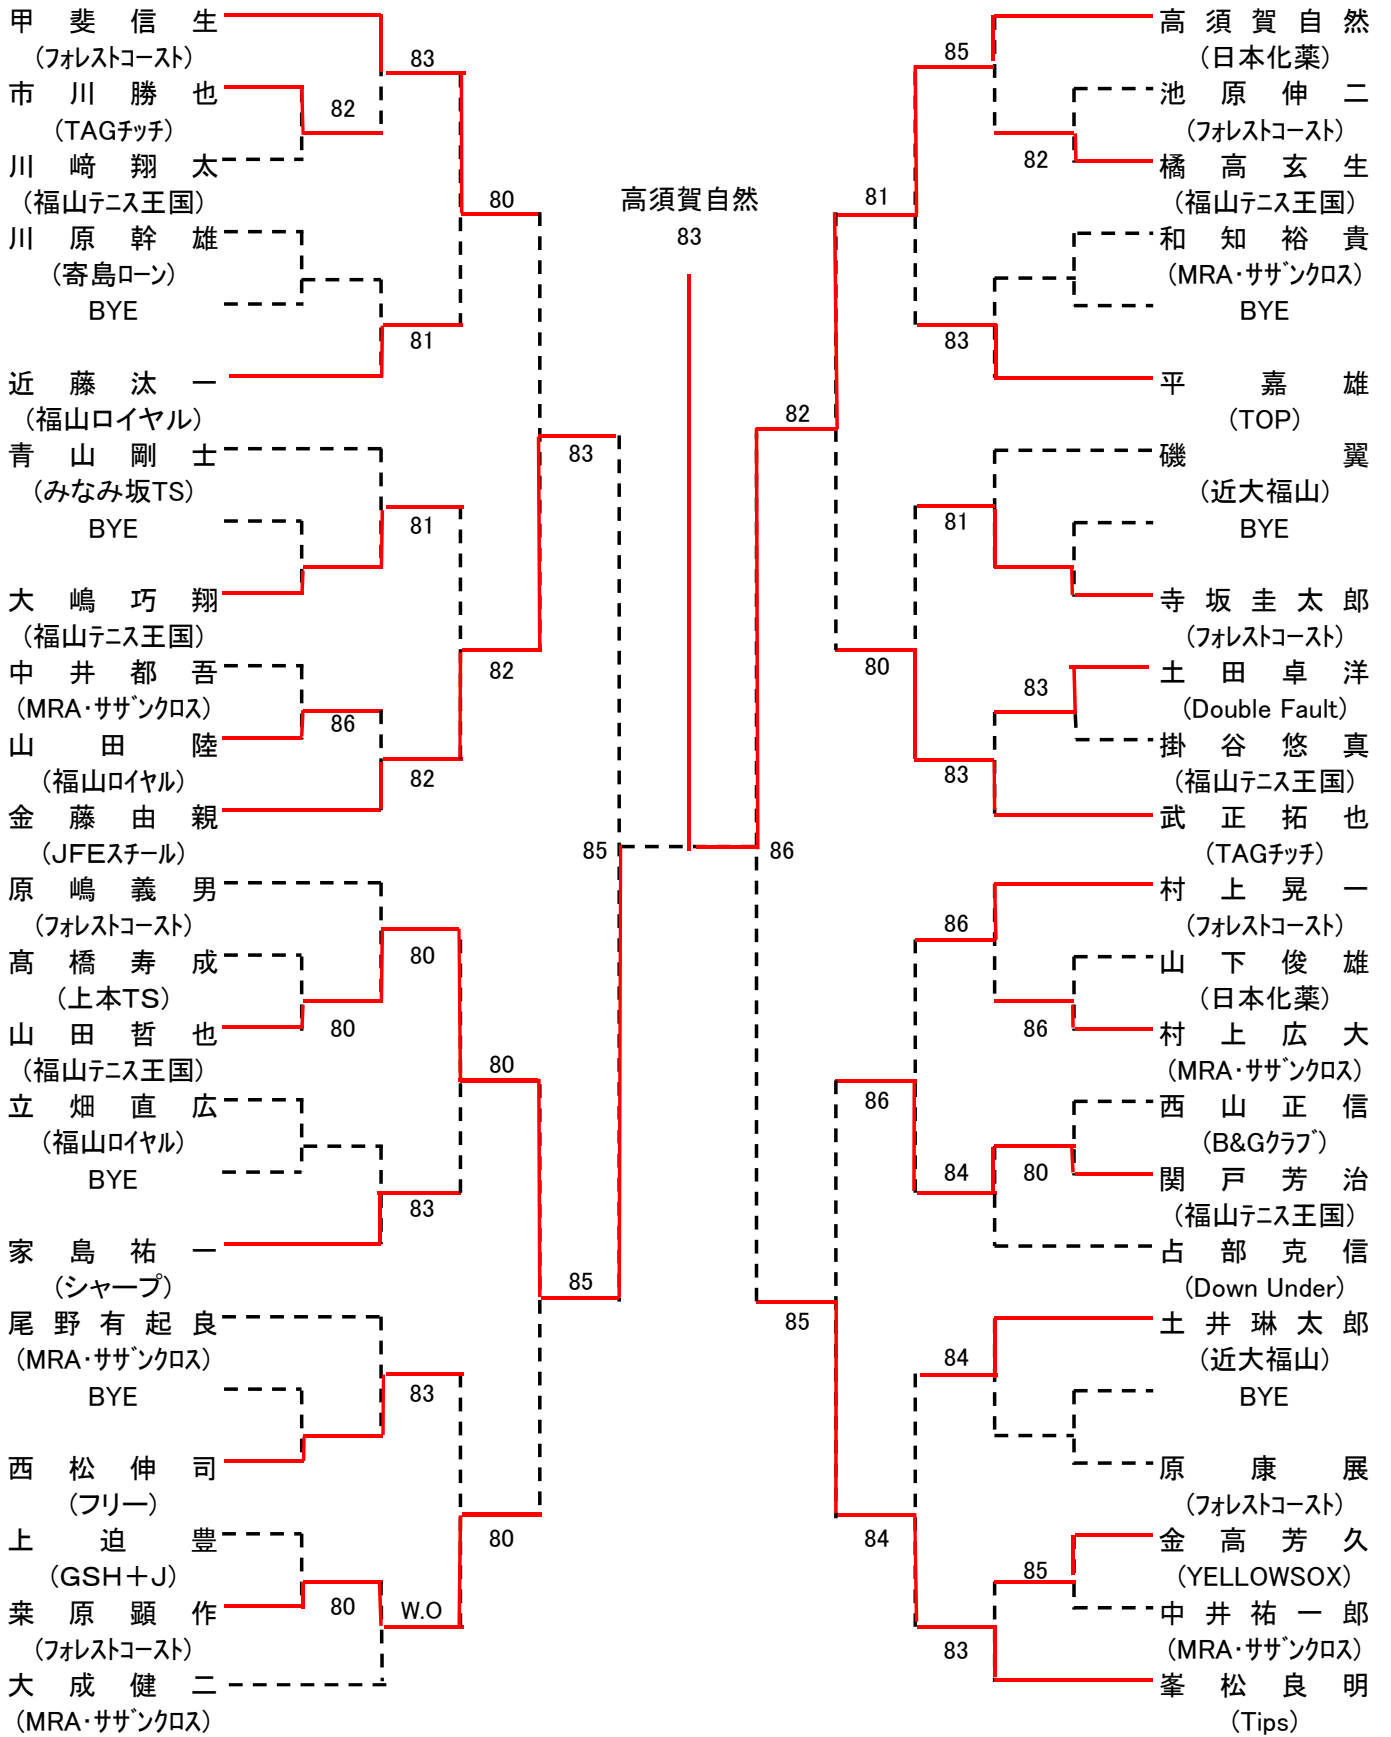 甲斐信生
(ﾌｫﾚｽﾄｺｰｽﾄ)
市川勝也
(TAGﾁｯﾁ)
川﨑翔太
(福山ﾃﾆｽ王国)
川原幹雄
(寄島ﾛｰﾝ)
BYE
近藤汰一
(福山ロイヤル)
青山剛士
(みなみ坂TS)
BYE
大嶋巧翔
(福山ﾃﾆｽ王国)
中井都吾
(MRA･ｻｻﾞﾝｸﾛｽ)
山田陸
(福山ﾛｲﾔﾙ)
金藤由親
(JFEｽﾁｰﾙ)
原嶋義男
(ﾌｫﾚｽﾄｺｰｽﾄ)
髙橋寿成
(上本TS)
山田哲也
(福山ﾃﾆｽ王国)
立畑直広
(福山ﾛｲﾔﾙ)
BYE
家島祐一
(シャープ)
尾野有起良
(MRA･ｻｻﾞﾝｸﾛｽ)
BYE
西松伸司
(フリー)
上迫豊
(GSH＋J)
桒原顕作
(ﾌｫﾚｽﾄｺｰｽﾄ)
大成健二
(MRA･ｻｻﾞﾝｸﾛｽ)
83
82
80
81
83
81
82
86
82
85
80
80
80
83
85
83
80
80
W.O
高須賀自然
83
85
82
81
83
82
81
80
83
83
86
86
86
86
84
80
85
84
84
85
83
高須賀自然
(日本化薬)
池原伸二
(ﾌｫﾚｽﾄｺｰｽﾄ)
橘高玄生
(福山ﾃﾆｽ王国)
和知裕貴
(MRA･ｻｻﾞﾝｸﾛｽ)
BYE
平嘉雄
(TOP)
磯翼
(近大福山)
BYE
寺坂圭太郎
(ﾌｫﾚｽﾄｺｰｽﾄ)
土田卓洋
(Double Fault)
掛谷悠真
(福山ﾃﾆｽ王国)
武正拓也
(TAGﾁｯﾁ)
村上晃一
(ﾌｫﾚｽﾄｺｰｽﾄ)
山下俊雄
(日本化薬)
村上広大
(MRA･ｻｻﾞﾝｸﾛｽ)
西山正信
(B&Gｸﾗﾌﾞ)
関戸芳治
(福山ﾃﾆｽ王国)
占部克信
(Down Under)
土井琳太郎
(近大福山)
BYE
原康展
(ﾌｫﾚｽﾄｺｰｽﾄ)
金高芳久
(YELLOWSOX)
中井祐一郎
(MRA･ｻｻﾞﾝｸﾛｽ)
峯松良明
(Tips)